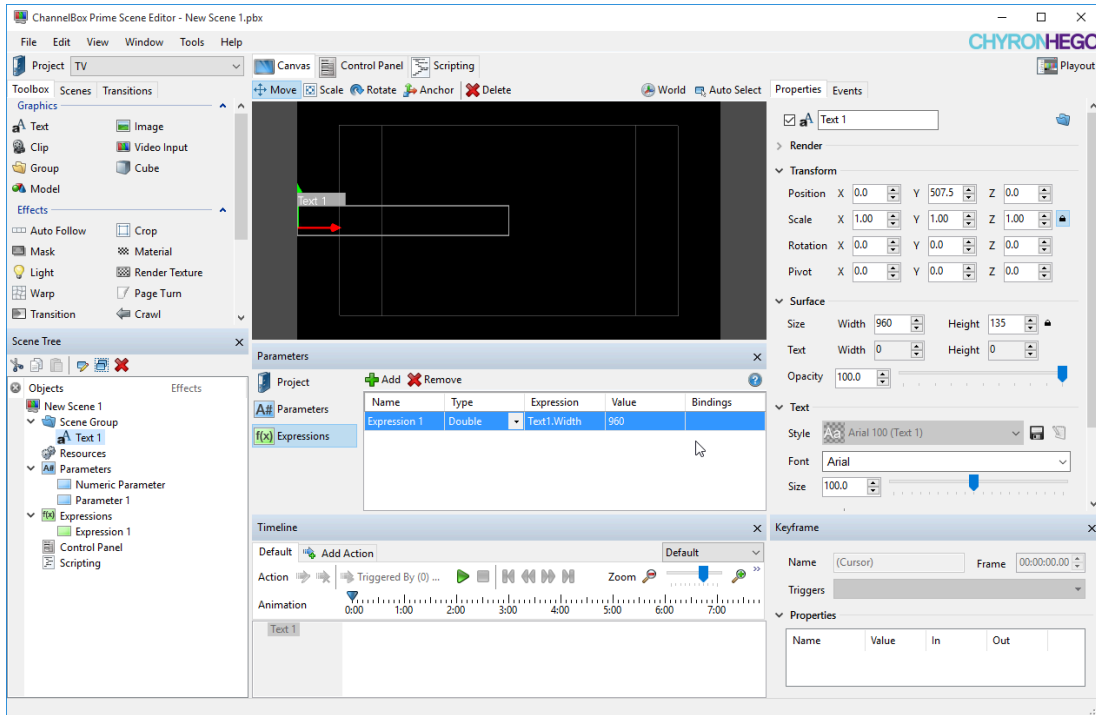 ChannelBox Prime Scene Editor - New Scene 1.pbx
File Edit View Window Tools Help
CHYRONHEGO
Project TV
Canvas Control Panel Scripting
Playout
Toolbox Scenes Transitions
Move Scale Rotate Anchor Delete World Auto Select
Properties Events
Graphics
Text Image
Clip Video Input
Group Cube
Model
Effects
Auto Follow Crop
Mask Material
Light Render Texture
Warp Page Turn
Transition Crawl
Text 1
Text 1
Render
Transform
Position X 0.0 Y 507.5 Z 0.0
Scale X 1.00 Y 1.00 Z 1.00
Rotation X 0.0 Y 0.0 Z 0.0
Pivot X 0.0 Y 0.0 Z 0.0
Surface
Size Width 960 Height 135
Text Width 0 Height 0
Opacity 100.0
Text
Style Aa Arial 100 (Text 1)
Font Arial
Size 100.0
Scene Tree
Objects Effects
New Scene 1
Scene Group
Text 1
Resources
Parameters
Numeric Parameter
Parameter 1
Expressions
Expression 1
Control Panel
Scripting
Parameters
Project
A# Parameters
f(x) Expressions
Add Remove
Name Type Expression Value Bindings
Expression 1 Double Text1.Width 960
Timeline
Default Add Action Default
Action Triggered By (0) ... Zoom
Animation 0:00 1:00 2:00 3:00 4:00 5:00 6:00 7:00
Text 1
Keyframe
Name (Cursor) Frame 00:00:00.00
Triggers
Properties
Name Value In Out